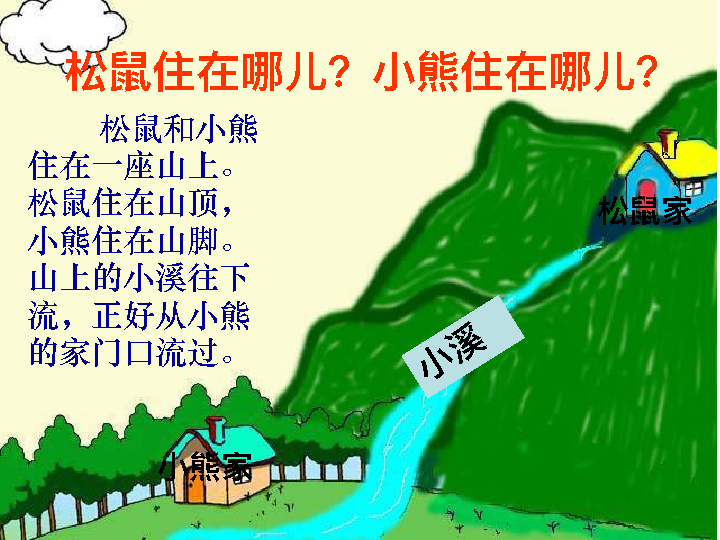 松鼠住在哪儿？小熊住在哪儿？
松鼠和小熊
住在一座山上。
松鼠住在山顶，
小熊住在山脚。
山上的小溪往下
流，正好从小熊
的家门口流过。
松鼠家
小溪
小熊家